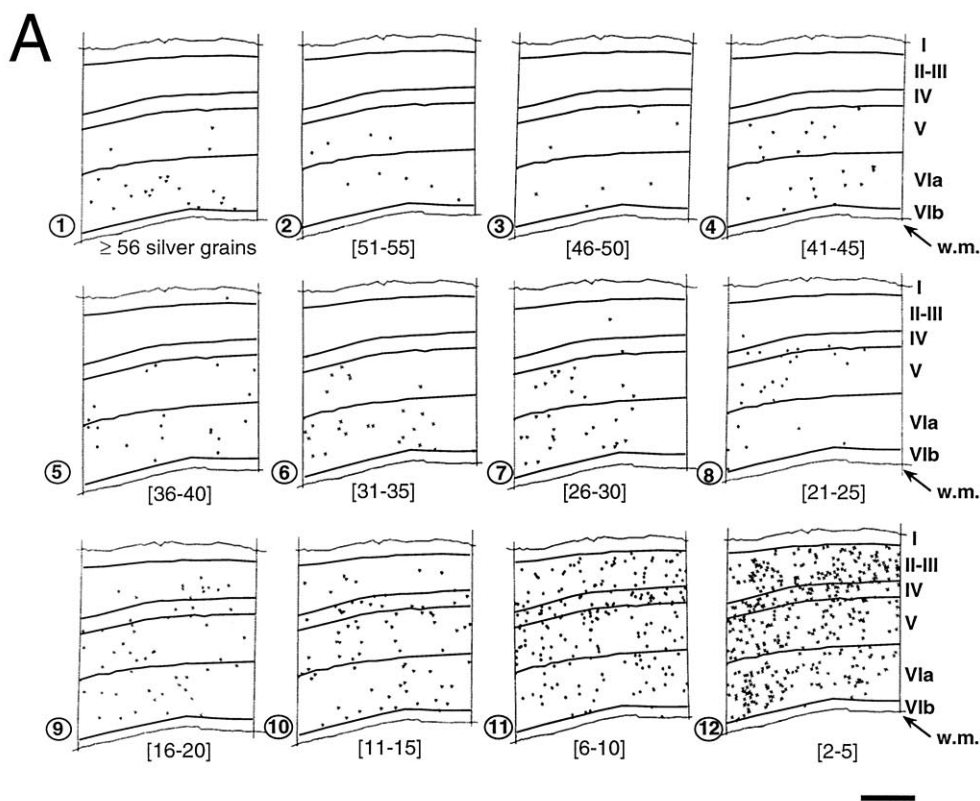 A
I
II-III
IV
V
VIa
VIb
w.m.
① ≥ 56 silver grains
② [51-55]
③ [46-50]
④ [41-45]
I
II-III
IV
V
VIa
VIb
w.m.
⑤ [36-40]
⑥ [31-35]
⑦ [26-30]
⑧ [21-25]
I
II-III
IV
V
VIa
VIb
w.m.
⑨ [16-20]
⑩ [11-15]
⑪ [6-10]
⑫ [2-5]